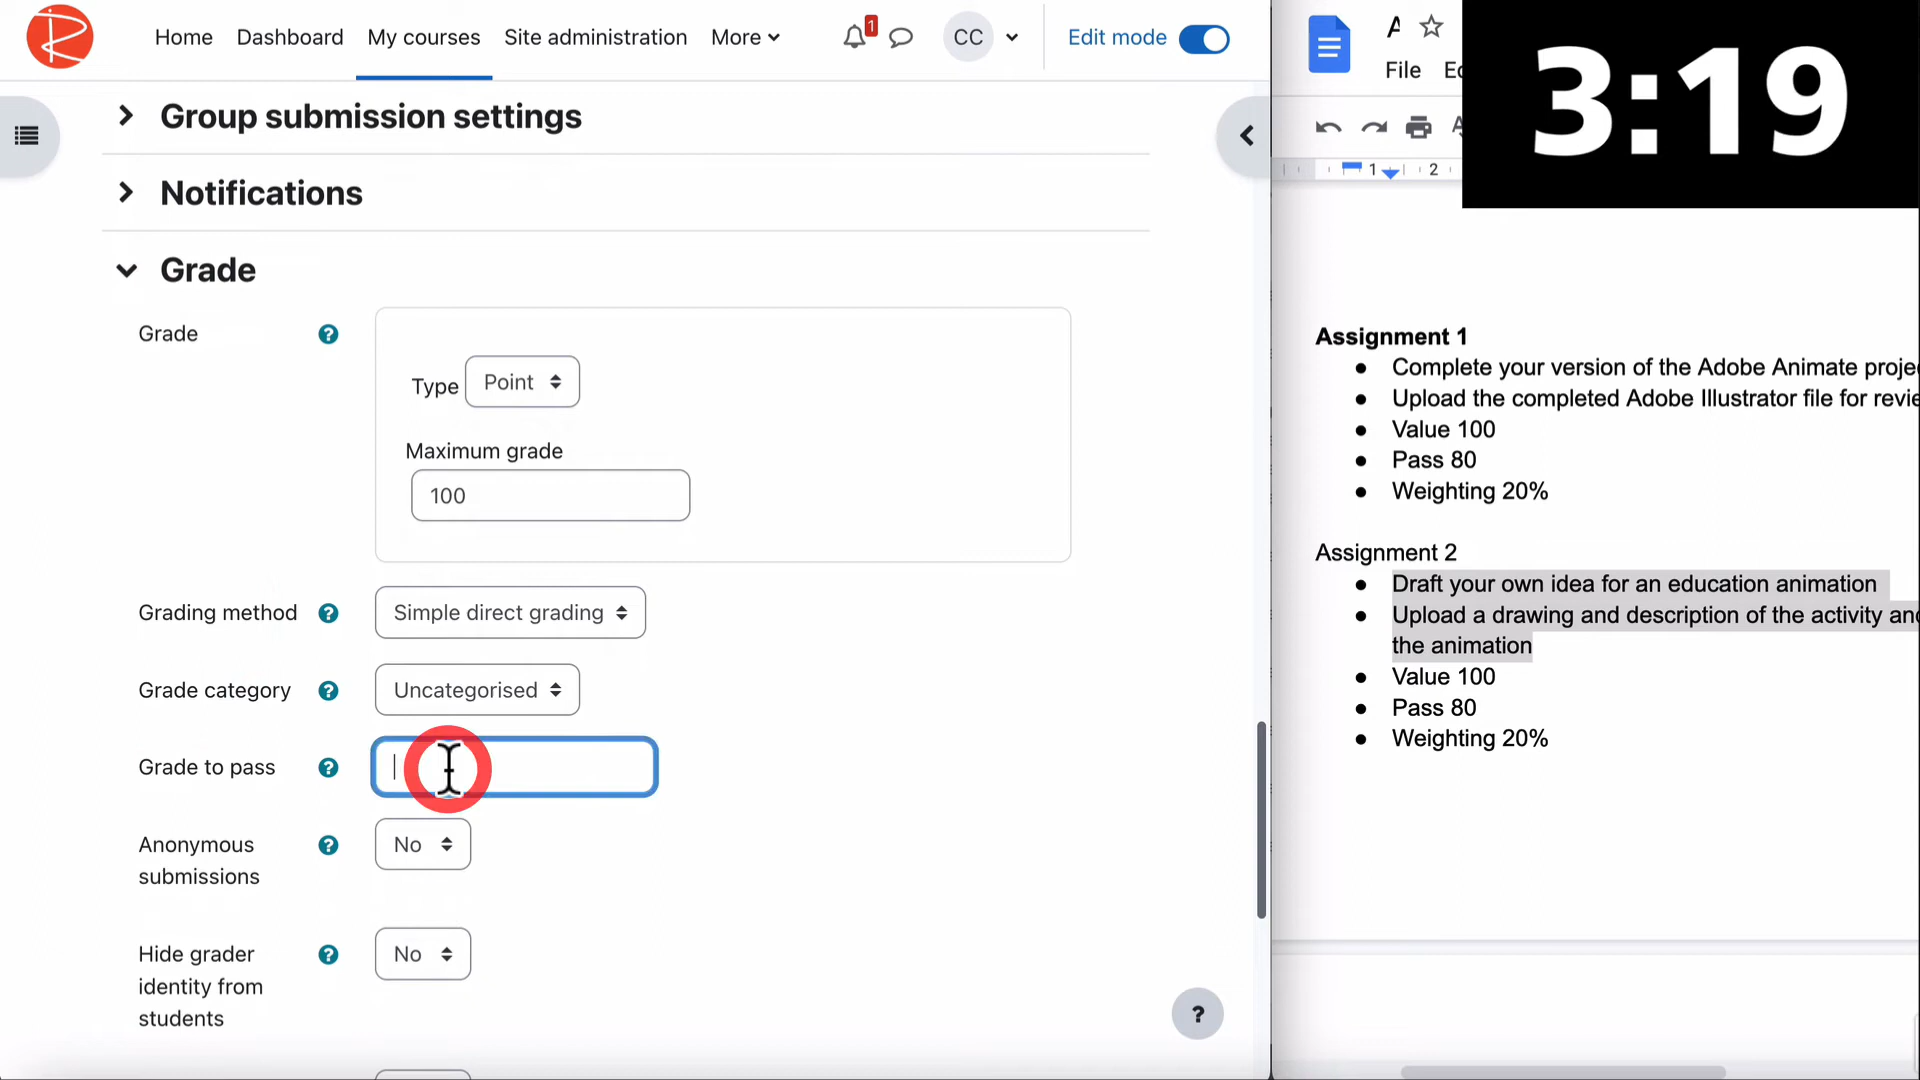 Home Dashboard My courses Site administration More 1 CC Edit mode
Group submission settings
Notifications
Grade
Grade ?
Type Point
Maximum grade
100
Grading method ? Simple direct grading
Grade category ? Uncategorised
Grade to pass ?
Anonymous
submissions ? No
Hide grader
identity from
students ? No
?
File
3:19
1 2
Assignment 1
● Complete your version of the Adobe Animate
● Upload the completed Adobe Illustrator file for
● Value 100
● Pass 80
● Weighting 20%
Assignment 2
● Draft your own idea for an education animation
● Upload a drawing and description of the activity
the animation
● Value 100
● Pass 80
● Weighting 20%